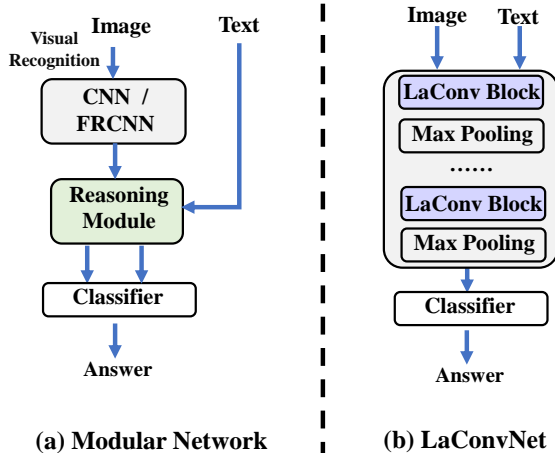 Image
Text
Visual
Recognition
CNN /
FRCNN
Reasoning
Module
Classifier
Answer
(a) Modular Network
Image
Text
LaConv Block
Max Pooling
......
LaConv Block
Max Pooling
Classifier
Answer
(b) LaConvNet